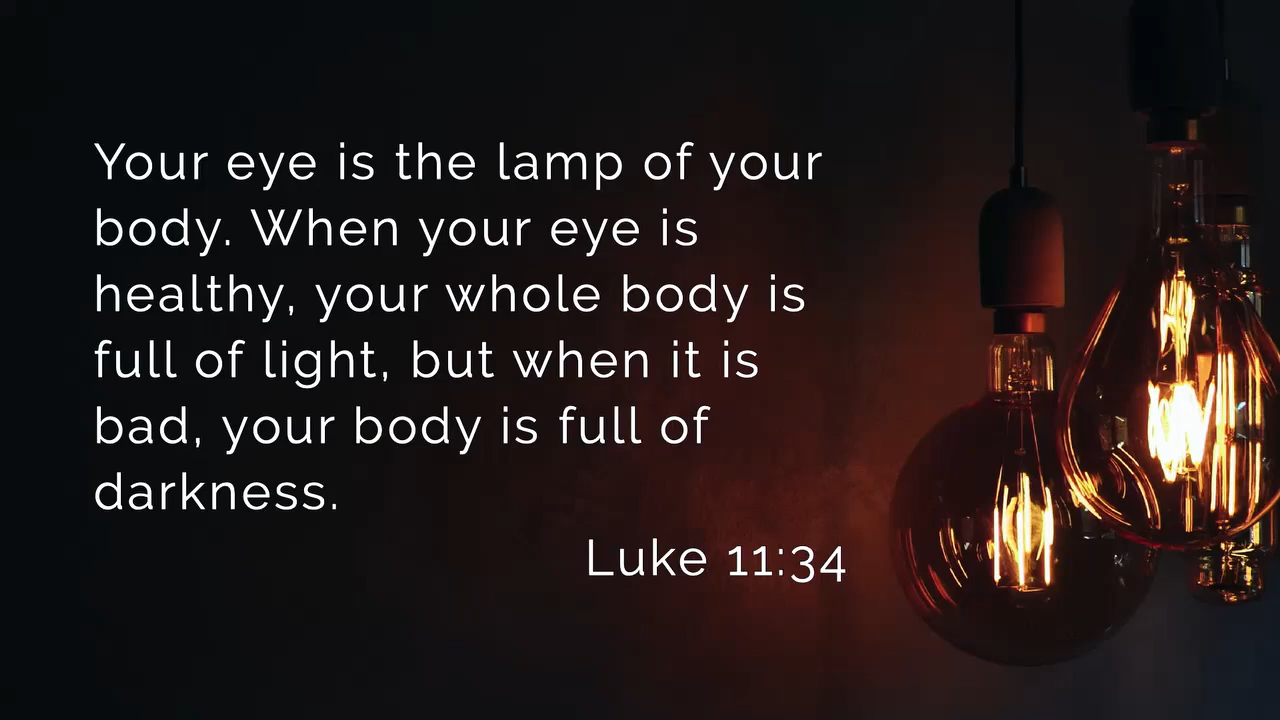 Your eye is the lamp of your
body. When your eye is
healthy, your whole body is
full of light, but when it is
bad, your body is full of
darkness.
Luke 11:34